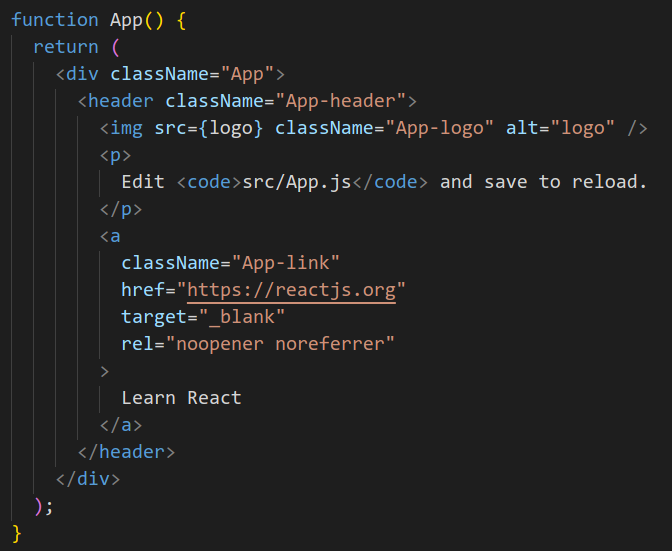 function App() {
  return (
    <div className="App">
      <header className="App-header">
        <img src={logo} className="App-logo" alt="logo" />
        <p>
          Edit <code>src/App.js</code> and save to reload.
        </p>
        <a
          className="App-link"
          href="https://reactjs.org"
          target="_blank"
          rel="noopener noreferrer"
        >
          Learn React
        </a>
      </header>
    </div>
  );
}